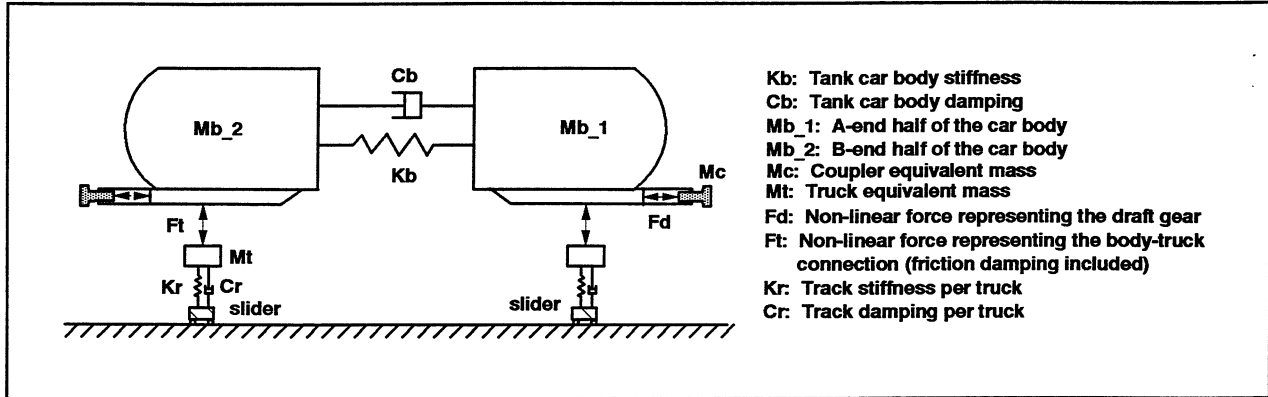 Cb
Mb_2
Mb_1
Kb
Mc
Ft
Fd
Mt
Kr
Cr
slider
slider
Kb: Tank car body stiffness
Cb: Tank car body damping
Mb_1: A-end half of the car body
Mb_2: B-end half of the car body
Mc: Coupler equivalent mass
Mt: Truck equivalent mass
Fd: Non-linear force representing the draft gear
Ft: Non-linear force representing the body-truck
connection (friction damping included)
Kr: Track stiffness per truck
Cr: Track damping per truck